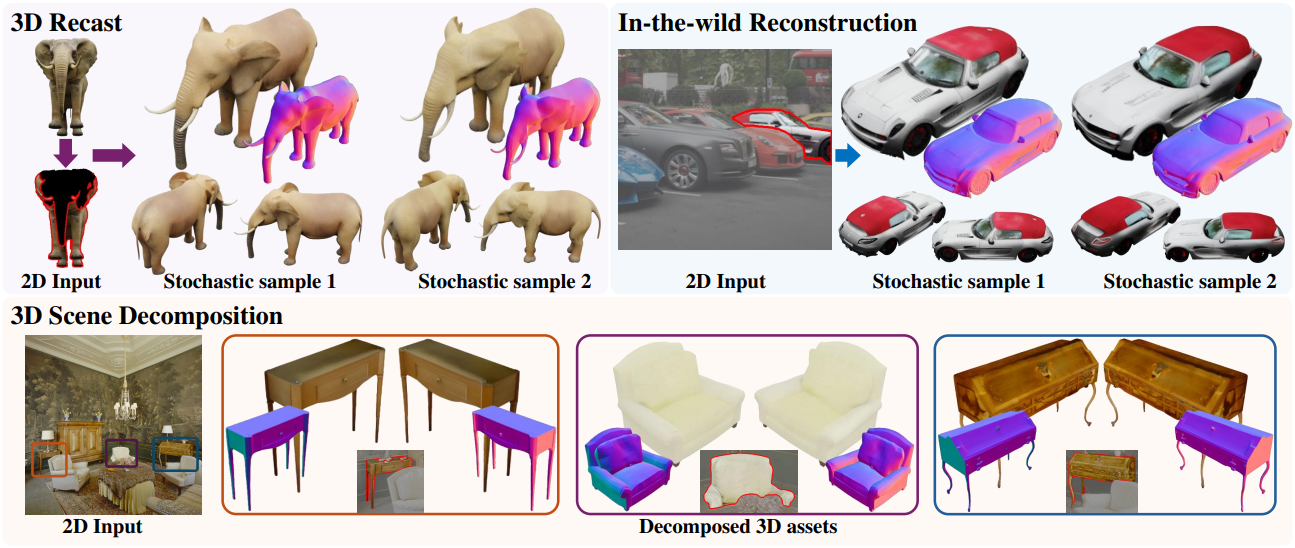 3D Recast
2D Input
Stochastic sample 1
Stochastic sample 2
In-the-wild Reconstruction
2D Input
Stochastic sample 1
Stochastic sample 2
3D Scene Decomposition
2D Input
Decomposed 3D assets